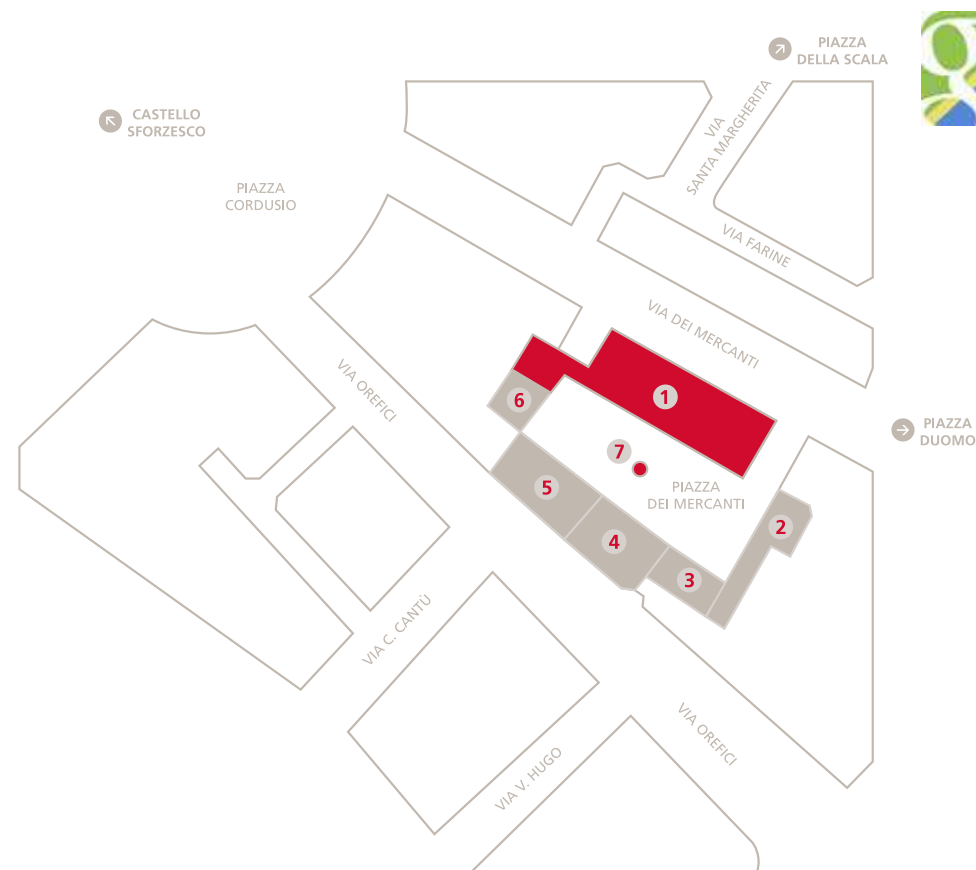 PIAZZA
DELLA SCALA
CASTELLO
SFORZESCO
VIA
SANTA MARGHERITA
PIAZZA
CORDUSIO
VIA FARINE
VIA DEI MERCANTI
VIA OREFICI
1
6
PIAZZA
DUOMO
7
5
PIAZZA
DEI MERCANTI
2
4
3
VIA C. CANTÙ
VIA OREFICI
VIA V. HUGO